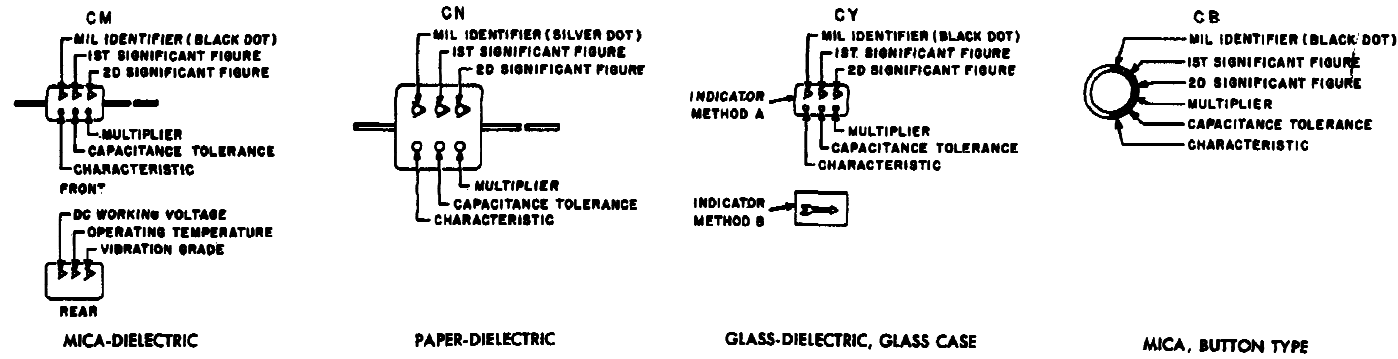 CM
MIL IDENTIFIER (BLACK DOT)
1ST SIGNIFICANT FIGURE
2D SIGNIFICANT FIGURE
MULTIPLIER
CAPACITANCE TOLERANCE
CHARACTERISTIC
FRONT
DC WORKING VOLTAGE
OPERATING TEMPERATURE
VIBRATION GRADE
REAR
MICA-DIELECTRIC
CN
MIL IDENTIFIER (SILVER DOT)
1ST SIGNIFICANT FIGURE
2D SIGNIFICANT FIGURE
MULTIPLIER
CAPACITANCE TOLERANCE
CHARACTERISTIC
PAPER-DIELECTRIC
CY
MIL IDENTIFIER (BLACK DOT)
1ST. SIGNIFICANT FIGURE
2D SIGNIFICANT FIGURE
INDICATOR
METHOD A
MULTIPLIER
CAPACITANCE TOLERANCE
CHARACTERISTIC
INDICATOR
METHOD B
GLASS-DIELECTRIC, GLASS CASE
CB
MIL IDENTIFIER (BLACK DOT)
1ST SIGNIFICANT FIGURE
2D SIGNIFICANT FIGURE
MULTIPLIER
CAPACITANCE TOLERANCE
CHARACTERISTIC
MICA, BUTTON TYPE